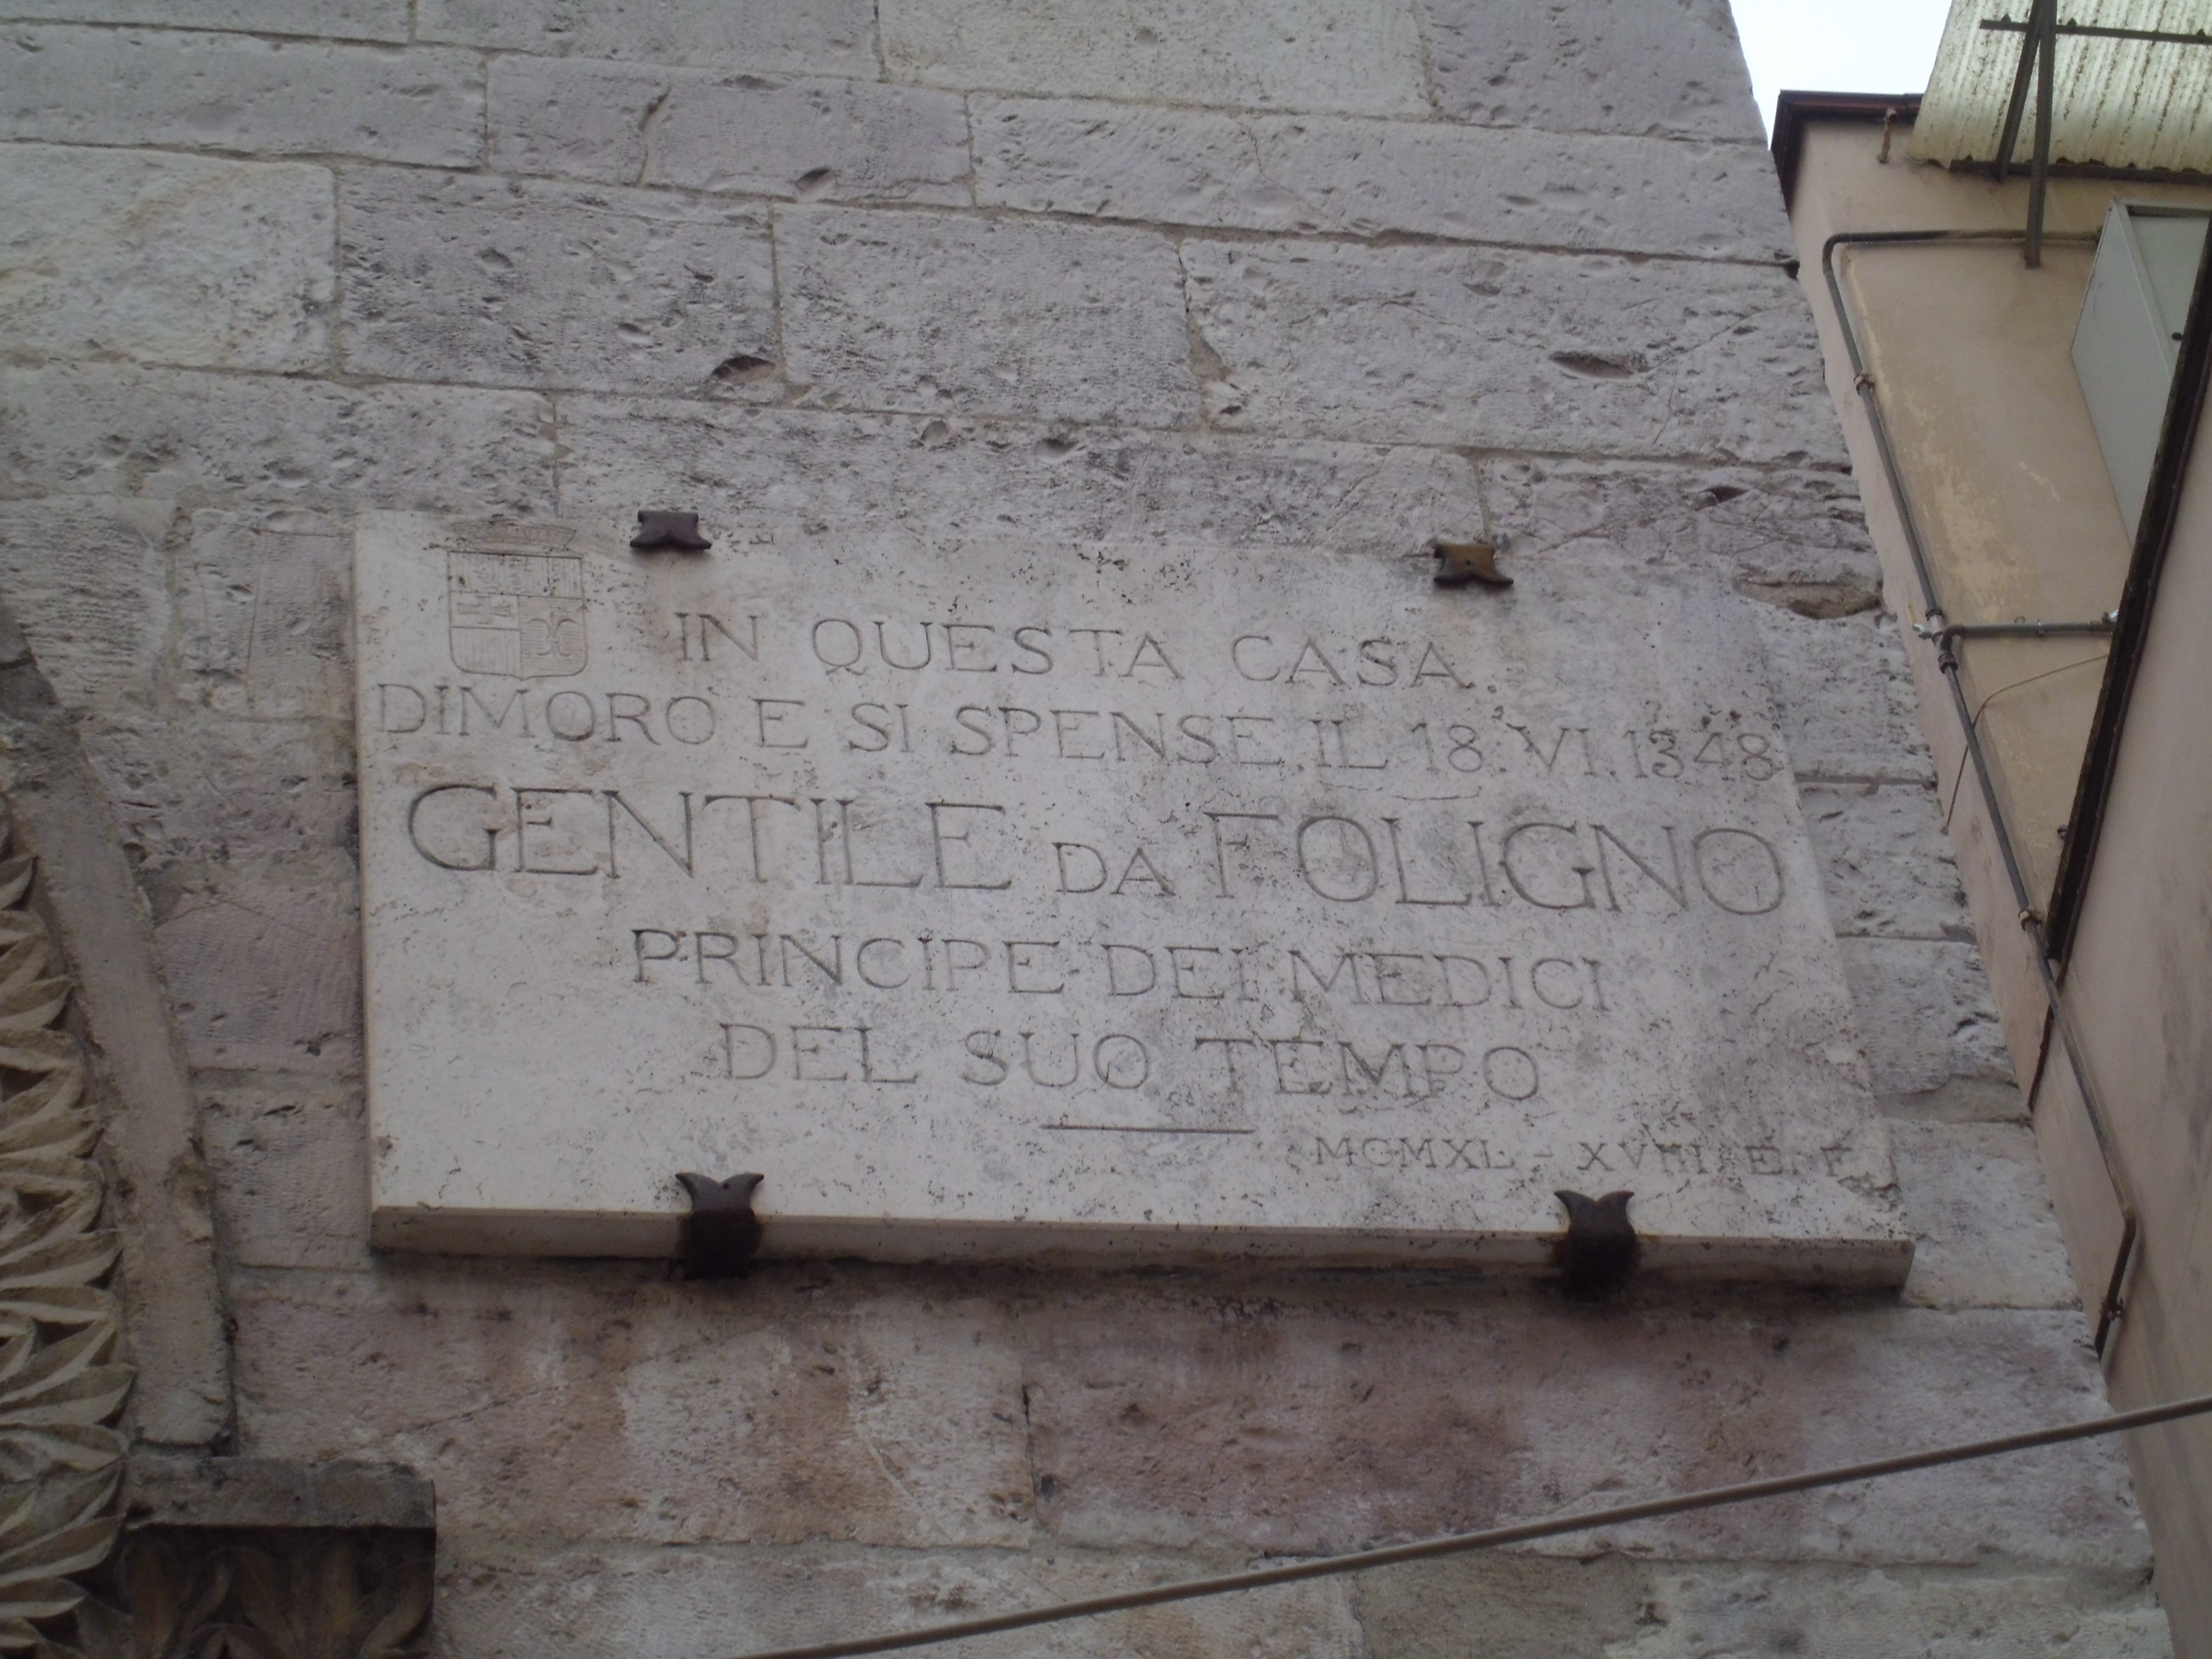 IN QUESTA CASA
DIMORO E SI SPENSE IL 18.VI.1348
GENTILE DA FOLIGNO
PRINCIPE DEI MEDICI
DEL SUO TEMPO
MCMXL - XVIII E. F.